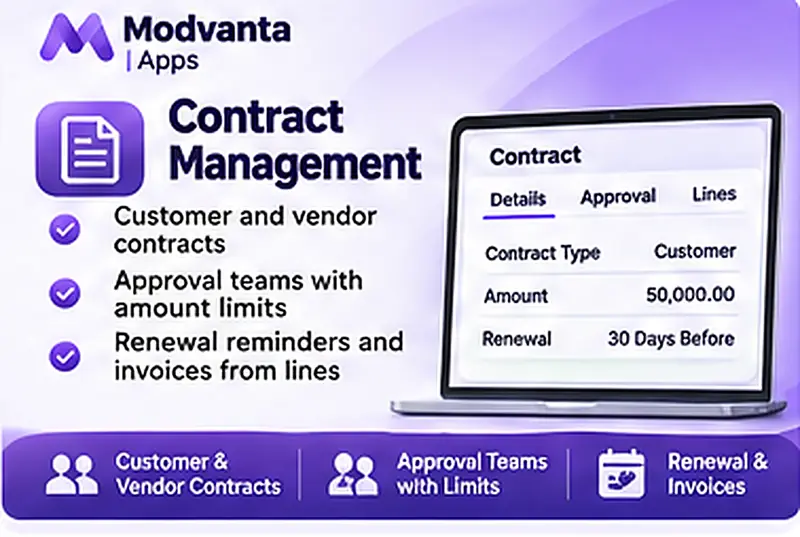 Modvanta
| Apps
Contract
Management
Customer and vendor
contracts
Approval teams with
amount limits
Renewal reminders and
invoices from lines
Contract
Details Approval Lines
Contract Type Customer
Amount 50,000.00
Renewal 30 Days Before
Customer &
Vendor Contracts
Approval Teams
with Limits
Renewal &
Invoices